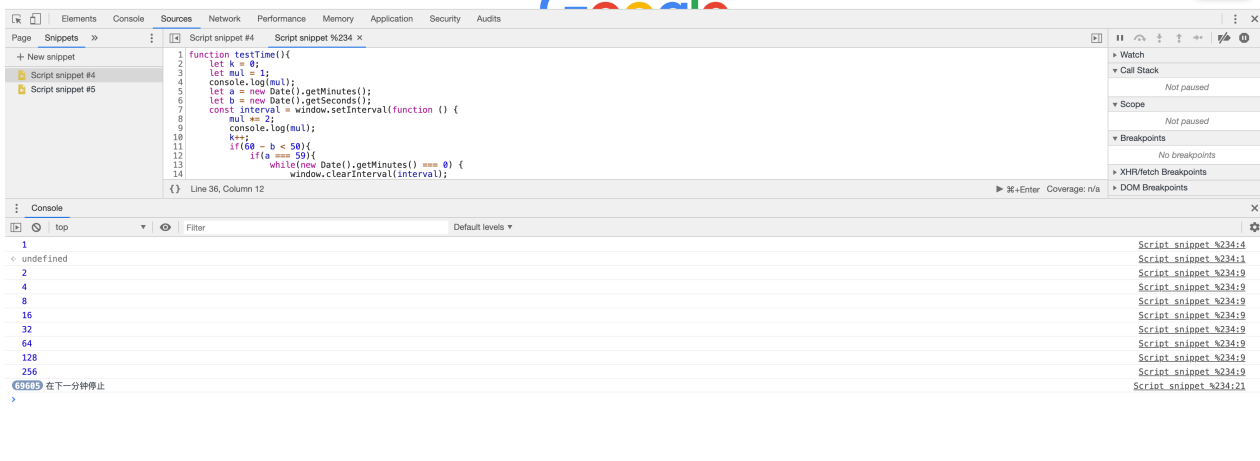 Elements Console Sources Network Performance Memory Application Security Audits
Page Snippets » Script snippet #4 Script snippet %234 ×
+ New snippet
Script snippet #4
Script snippet #5
1 function testTime(){
2 let k = 0;
3 let mul = 1;
4 console.log(mul);
5 let a = new Date().getMinutes();
6 let b = new Date().getSeconds();
7 const interval = window.setInterval(function () {
8 mul *= 2;
9 console.log(mul);
10 k++;
11 if(60 - b < 50){
12 if(a === 59){
13 while(new Date().getMinutes() === 0) {
14 window.clearInterval(interval);
{} Line 36, Column 12 ⌘+Enter Coverage: n/a
Watch
Call Stack
Not paused
Scope
Not paused
Breakpoints
No breakpoints
XHR/fetch Breakpoints
DOM Breakpoints
Console
top Filter Default levels ▼
1 Script snippet %234:4
undefined Script snippet %234:1
2 Script snippet %234:9
4 Script snippet %234:9
8 Script snippet %234:9
16 Script snippet %234:9
32 Script snippet %234:9
64 Script snippet %234:9
128 Script snippet %234:9
256 Script snippet %234:9
69605 在下一分钟停止 Script snippet %234:21